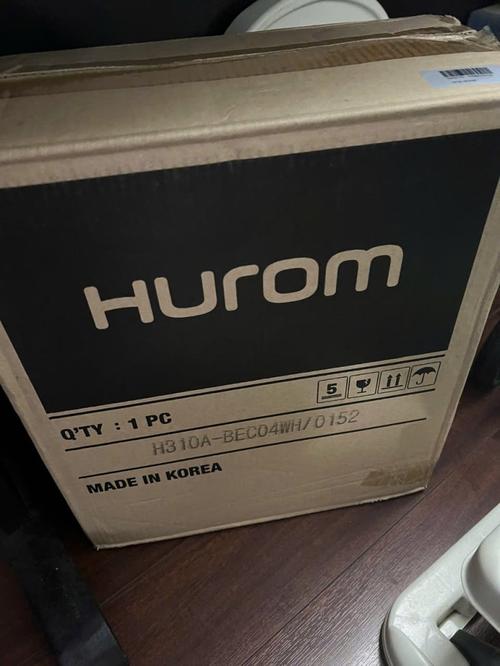 HUrom
5
Q'TY : 1 PC
H310A-BEC04WH/0152
MADE IN KOREA